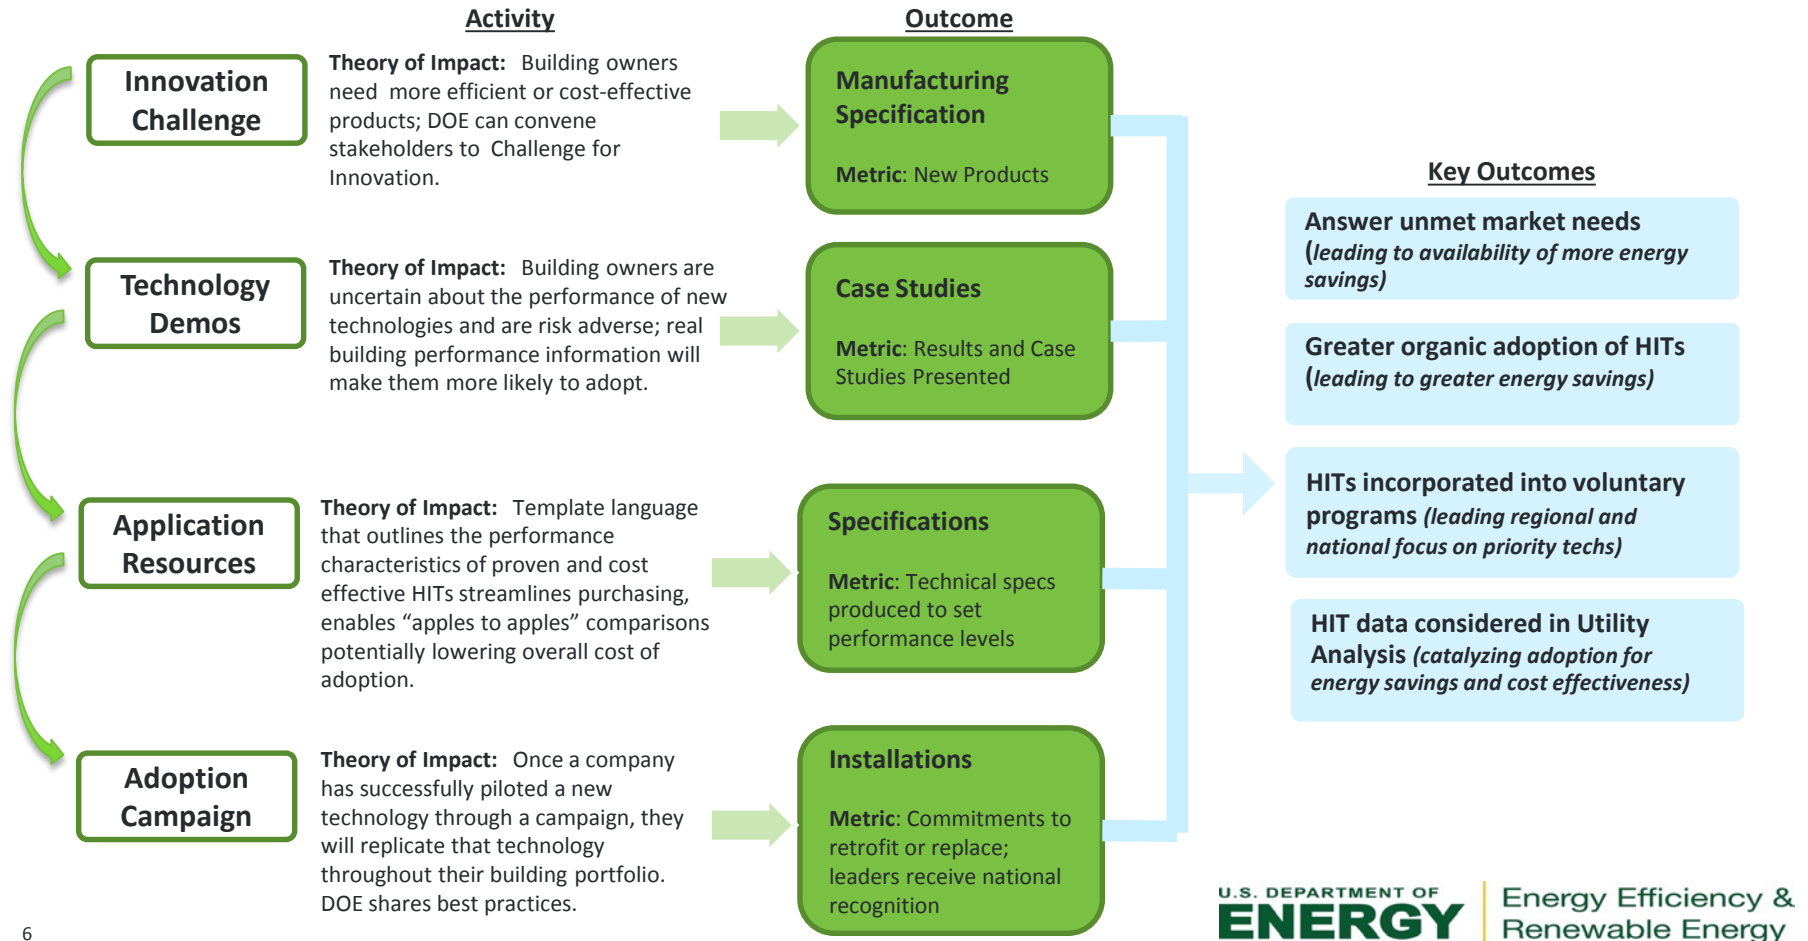 Activity
Outcome
Innovation
Challenge
Theory of Impact: Building owners
need more efficient or cost-effective
products; DOE can convene
stakeholders to Challenge for
Innovation.
Manufacturing
Specification
Metric: New Products
Technology
Demos
Theory of Impact: Building owners are
uncertain about the performance of new
technologies and are risk adverse; real
building performance information will
make them more likely to adopt.
Case Studies
Metric: Results and Case
Studies Presented
Application
Resources
Theory of Impact: Template language
that outlines the performance
characteristics of proven and cost
effective HITs streamlines purchasing,
enables “apples to apples” comparisons
potentially lowering overall cost of
adoption.
Specifications
Metric: Technical specs
produced to set
performance levels
Adoption
Campaign
Theory of Impact: Once a company
has successfully piloted a new
technology through a campaign, they
will replicate that technology
throughout their building portfolio.
DOE shares best practices.
Installations
Metric: Commitments to
retrofit or replace;
leaders receive national
recognition
Key Outcomes
Answer unmet market needs
(leading to availability of more energy
savings)
Greater organic adoption of HITs
(leading to greater energy savings)
HITs incorporated into voluntary
programs (leading regional and
national focus on priority techs)
HIT data considered in Utility
Analysis (catalyzing adoption for
energy savings and cost effectiveness)
6
U.S. DEPARTMENT OF
ENERGY
Energy Efficiency &
Renewable Energy